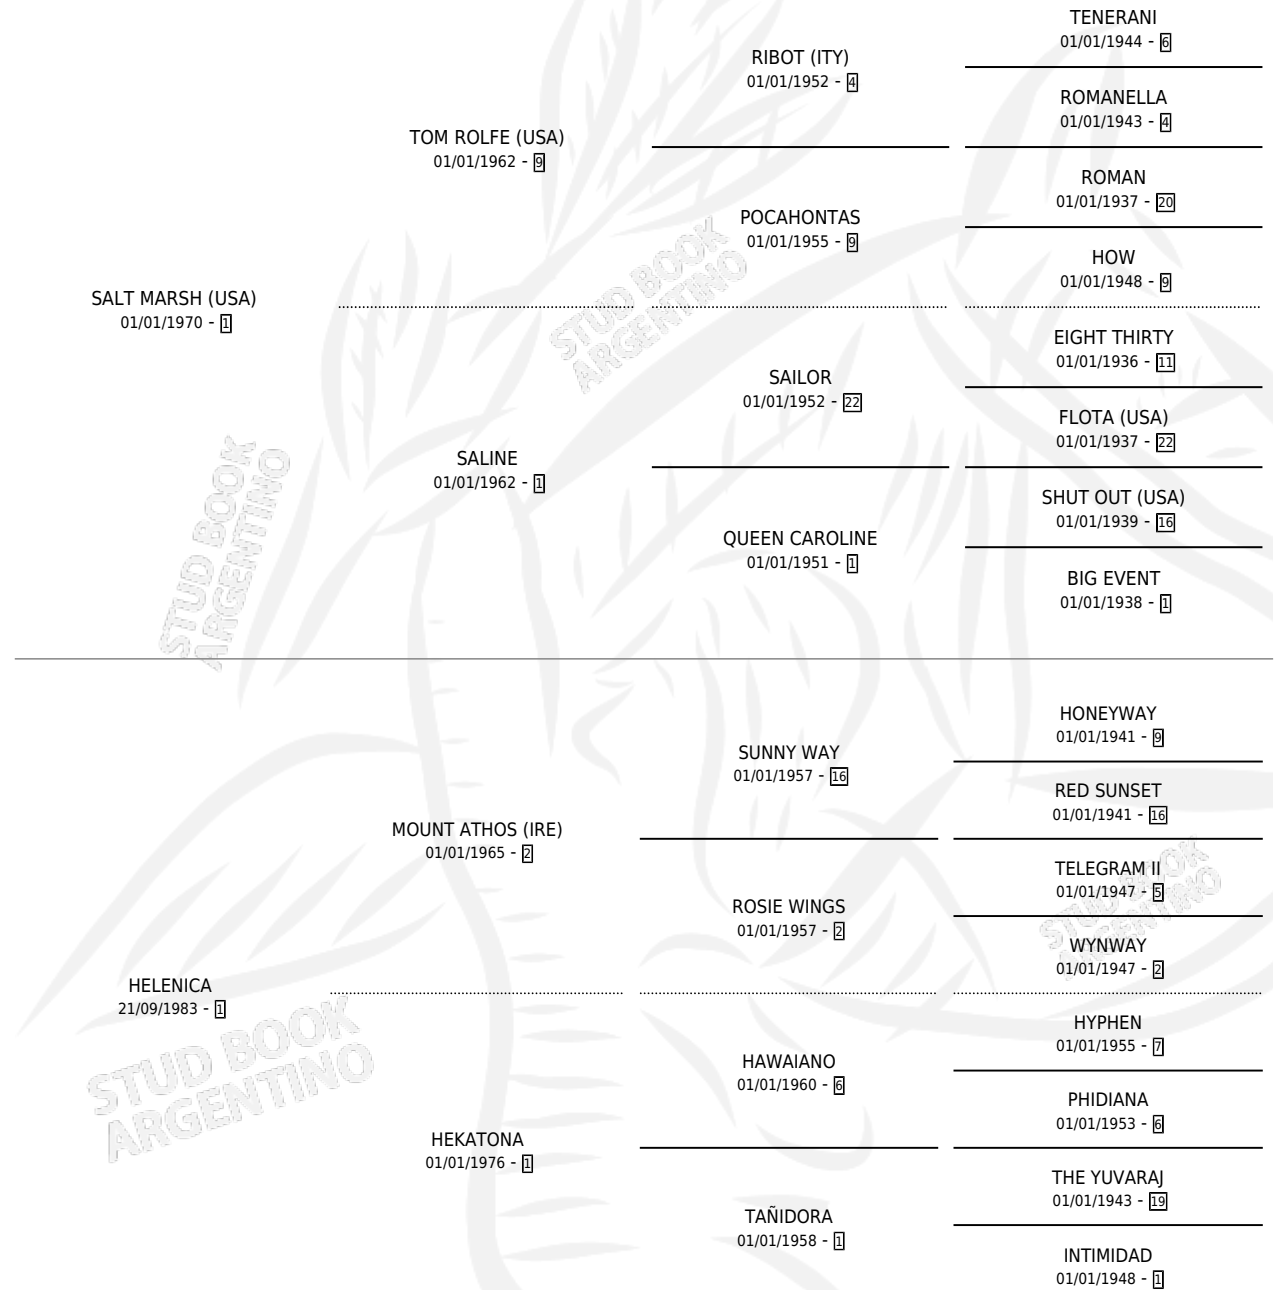 TENERANI
01/01/1944 - 6
RIBOT (ITY)
01/01/1952 - 4
ROMANELLA
01/01/1943 - 4
TOM ROLFE (USA)
01/01/1962 - 9
ROMAN
01/01/1937 - 20
POCAHONTAS
01/01/1955 - 9
HOW
01/01/1948 - 9
SALT MARSH (USA)
01/01/1970 - 1
EIGHT THIRTY
01/01/1936 - 11
SAILOR
01/01/1952 - 22
FLOTA (USA)
01/01/1937 - 22
SALINE
01/01/1962 - 1
SHUT OUT (USA)
01/01/1939 - 16
QUEEN CAROLINE
01/01/1951 - 1
BIG EVENT
01/01/1938 - 1
HONEYWAY
01/01/1941 - 9
SUNNY WAY
01/01/1957 - 16
RED SUNSET
01/01/1941 - 16
MOUNT ATHOS (IRE)
01/01/1965 - 2
TELEGRAM II
01/01/1947 - 5
ROSIE WINGS
01/01/1957 - 2
WYNWAY
01/01/1947 - 2
HELENICA
21/09/1983 - 1
HYPHEN
01/01/1955 - 7
HAWAIANO
01/01/1960 - 6
PHIDIANA
01/01/1953 - 6
HEKATONA
01/01/1976 - 1
THE YUVARAJ
01/01/1943 - 19
TAÑIDORA
01/01/1958 - 1
INTIMIDAD
01/01/1948 - 1
STUD BOOK
ARGENTINO
STUD BOOK
ARGENTINO
STUD BOOK
ARGENTINO
STUD BOOK
ARGENTINO